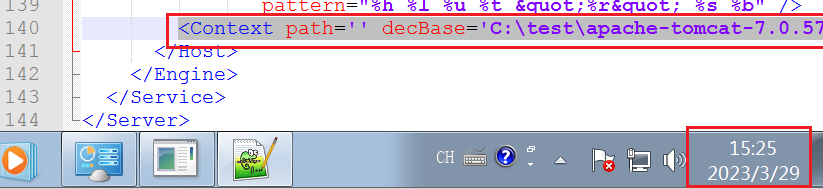 139 pattern="%h %l %u %t &quot;%r&quot; %s %b" />
140 <Context path='' decBase='C:\test\apache-tomcat-7.0.57
141 </Host>
142 </Engine>
143 </Service>
144 </Server>
CH
15:25
2023/3/29